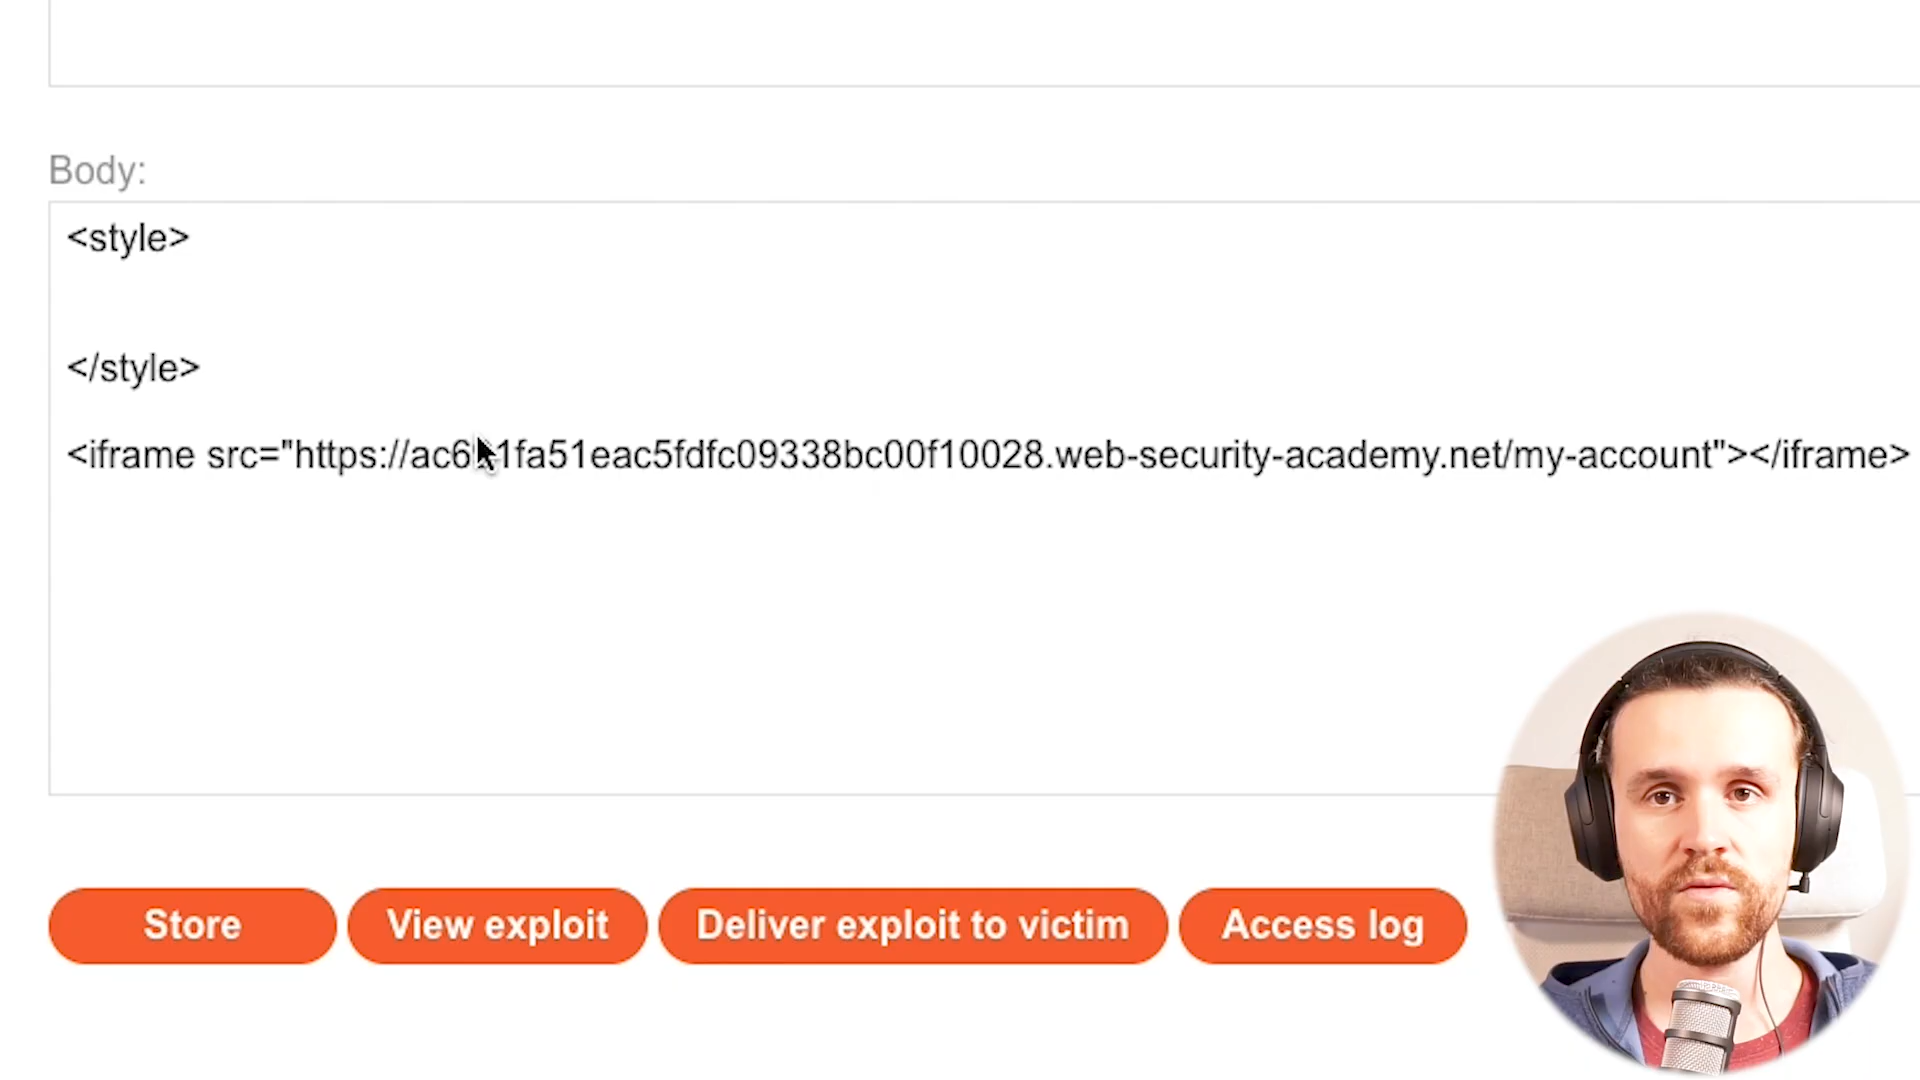 Body:
<style>
</style>
<iframe src="https://ac6 1fa51eac5fdfc09338bc00f10028.web-security-academy.net/my-account"></iframe>
Store
View exploit
Deliver exploit to victim
Access log